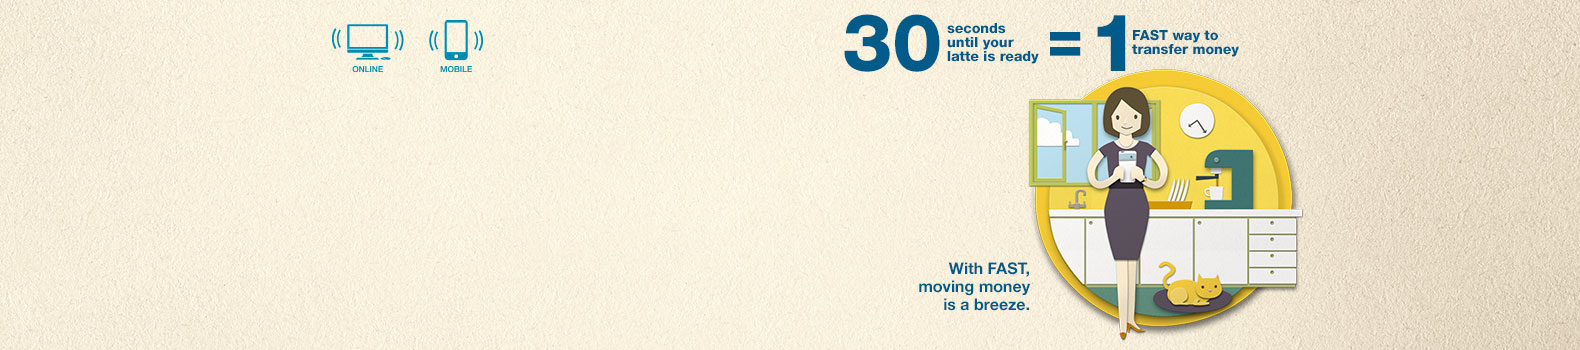 ONLINE
MOBILE
30 seconds
until your
latte is ready
= 1 FAST way to
transfer money
With FAST,
moving money
is a breeze.